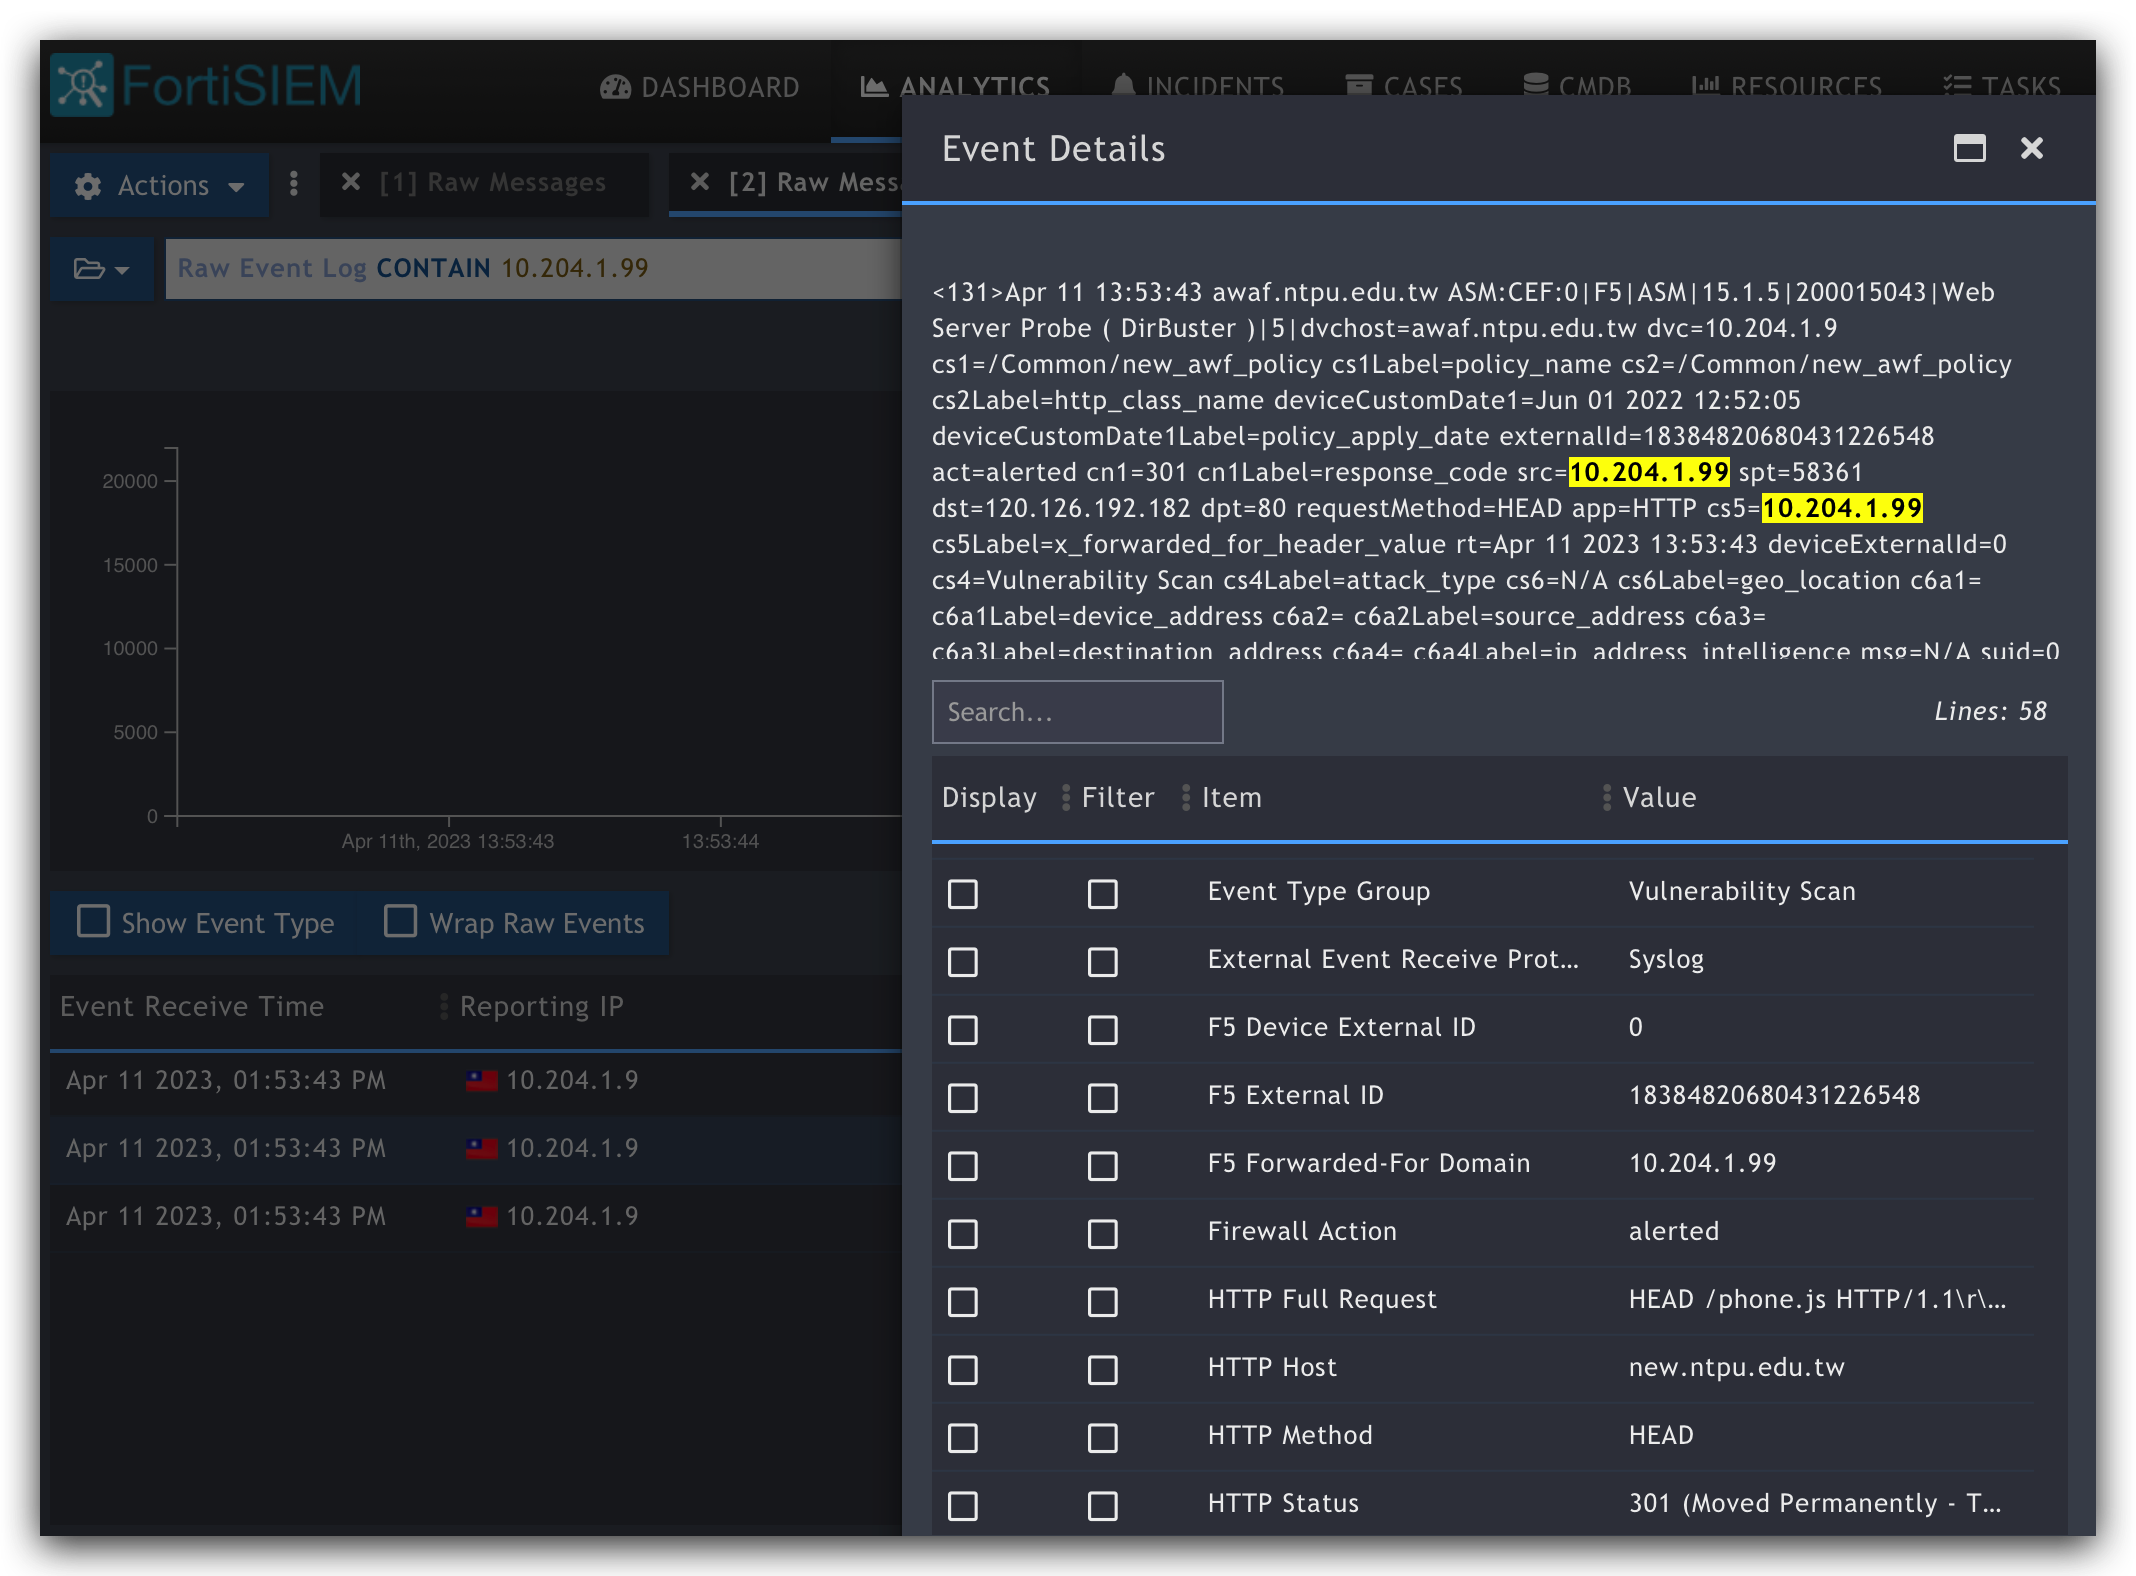 FortiSIEM
DASHBOARD
ANALYTICS
INCIDENTS
CASES
CMDB
RESOURCES
TASKS
Actions
[1] Raw Messages
[2] Raw Mess
Raw Event Log CONTAIN 10.204.1.99
20000
15000
10000
5000
0
Apr 11th, 2023 13:53:43
13:53:44
Show Event Type
Wrap Raw Events
Event Receive Time
Reporting IP
Apr 11 2023, 01:53:43 PM 10.204.1.9
Apr 11 2023, 01:53:43 PM 10.204.1.9
Apr 11 2023, 01:53:43 PM 10.204.1.9
Event Details
<131>Apr 11 13:53:43 awaf.ntpu.edu.tw ASM:CEF:0|F5|ASM|15.1.5|200015043|Web
Server Probe ( DirBuster )|5|dvchost=awaf.ntpu.edu.tw dvc=10.204.1.9
cs1=/Common/new_awf_policy cs1Label=policy_name cs2=/Common/new_awf_policy
cs2Label=http_class_name deviceCustomDate1=Jun 01 2022 12:52:05
deviceCustomDate1Label=policy_apply_date externalId=18384820680431226548
act=alerted cn1=301 cn1Label=response_code src=10.204.1.99 spt=58361
dst=120.126.192.182 dpt=80 requestMethod=HEAD app=HTTP cs5=10.204.1.99
cs5Label=x_forwarded_for_header_value rt=Apr 11 2023 13:53:43 deviceExternalId=0
cs4=Vulnerability Scan cs4Label=attack_type cs6=N/A cs6Label=geo_location c6a1=
c6a1Label=device_address c6a2= c6a2Label=source_address c6a3=
c6a3Label=destination_address c6a4= c6a4Label=ip_address_intelligence msg=N/A suid=0
Search...
Lines: 58
Display Filter Item Value
Event Type Group Vulnerability Scan
External Event Receive Prot... Syslog
F5 Device External ID 0
F5 External ID 18384820680431226548
F5 Forwarded-For Domain 10.204.1.99
Firewall Action alerted
HTTP Full Request HEAD /phone.js HTTP/1.1\r\...
HTTP Host new.ntpu.edu.tw
HTTP Method HEAD
HTTP Status 301 (Moved Permanently - T...